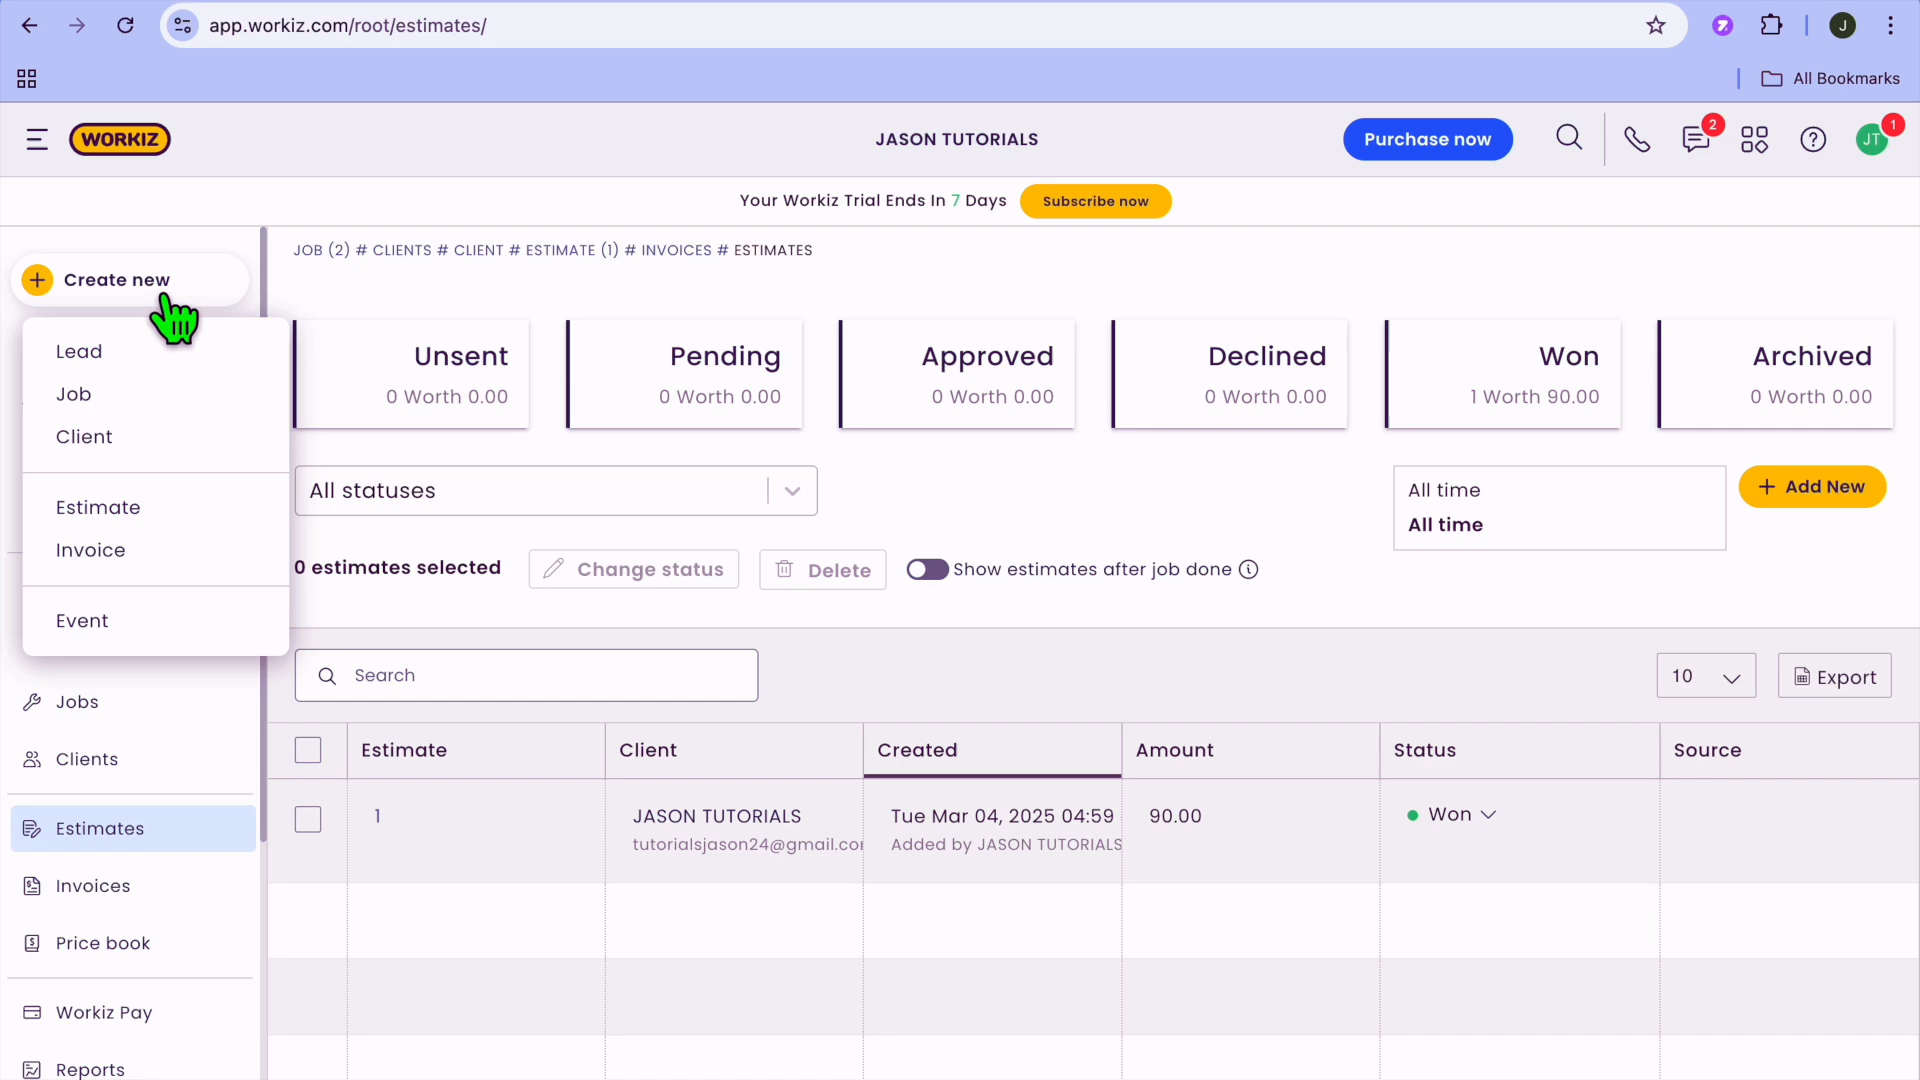 app.workiz.com/root/estimates/
J
All Bookmarks
WORKIZ
JASON TUTORIALS
Purchase now
2
JT
1
Your Workiz Trial Ends In 7 Days
Subscribe now
Create new
JOB (2) # CLIENTS # CLIENT # ESTIMATE (1) # INVOICES # ESTIMATES
Lead
Job
Client
Estimate
Invoice
Event
Unsent
0 Worth 0.00
Pending
0 Worth 0.00
Approved
0 Worth 0.00
Declined
0 Worth 0.00
Won
1 Worth 90.00
Archived
0 Worth 0.00
All statuses
All time
All time
+ Add New
0 estimates selected
Change status
Delete
Show estimates after job done
Search
10
Export
Jobs
Clients
Estimates
Invoices
Price book
Workiz Pay
Reports
Estimate
Client
Created
Amount
Status
Source
1
JASON TUTORIALS
tutorialsjason24@gmail.co
Tue Mar 04, 2025 04:59
Added by JASON TUTORIALS
90.00
Won